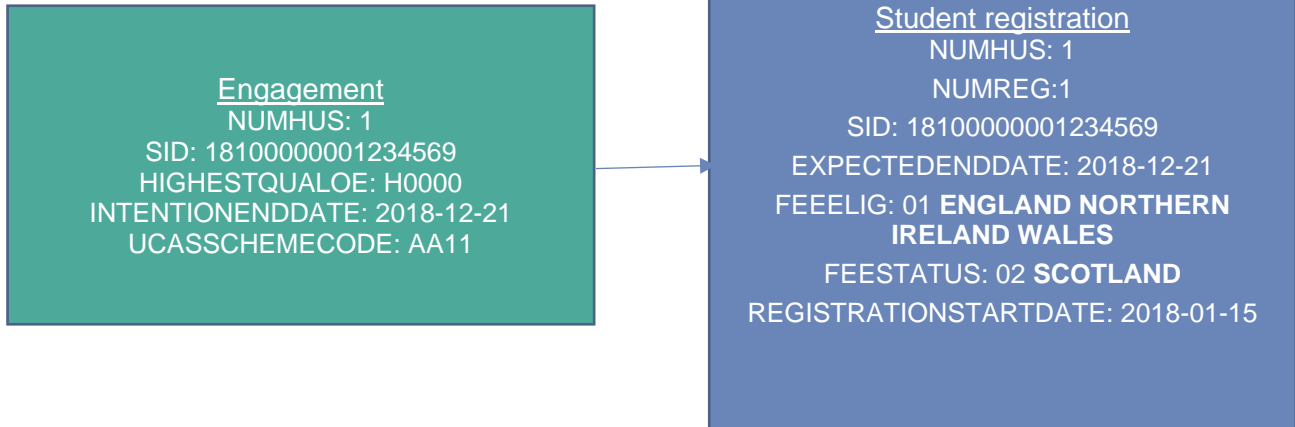 Engagement
NUMHUS: 1
SID: 18100000001234569
HIGHESTQUALOE: H0000
INTENTIONENDDATE: 2018-12-21
UCASSCHEMECODE: AA11
Student registration
NUMHUS: 1
NUMREG:1
SID: 18100000001234569
EXPECTEDENDDATE: 2018-12-21
FEEELIG: 01 ENGLAND NORTHERN
IRELAND WALES
FEESTATUS: 02 SCOTLAND
REGISTRATIONSTARTDATE: 2018-01-15